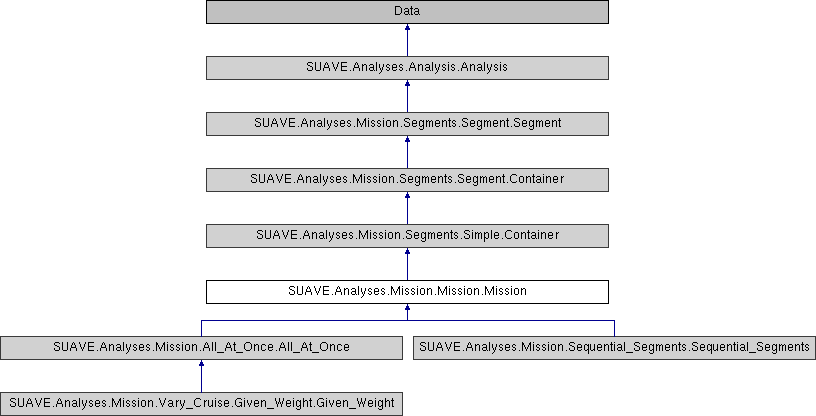 Data
SUAVE.Analyses.Analysis.Analysis
SUAVE.Analyses.Mission.Segments.Segment.Segment
SUAVE.Analyses.Mission.Segments.Segment.Container
SUAVE.Analyses.Mission.Segments.Simple.Container
SUAVE.Analyses.Mission.Mission.Mission
SUAVE.Analyses.Mission.All_At_Once.All_At_Once
SUAVE.Analyses.Mission.Sequential_Segments.Sequential_Segments
SUAVE.Analyses.Mission.Vary_Cruise.Given_Weight.Given_Weight